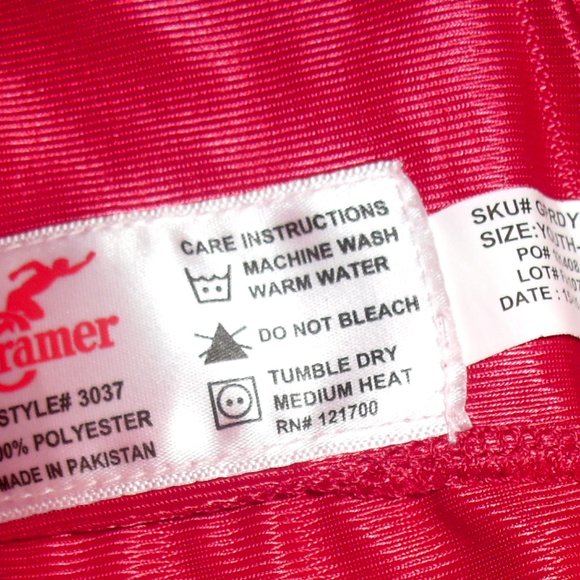 CARE INSTRUCTIONS
MACHINE WASH
WARM WATER
DO NOT BLEACH
TUMBLE DRY
MEDIUM HEAT
RN# 121700
ramer
STYLE# 3037
00% POLYESTER
MADE IN PAKISTAN
SKU#
SIZE:YOUTH
PO#
LOT#
DATE :